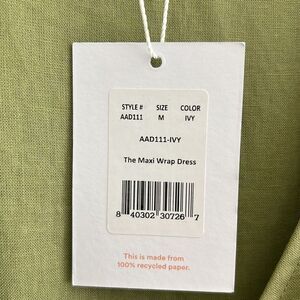 STYLE # SIZE COLOR
AAD111 M IVY
AAD111-IVY
The Maxi Wrap Dress
8 40302 30726 7
This is made from
100% recycled paper.